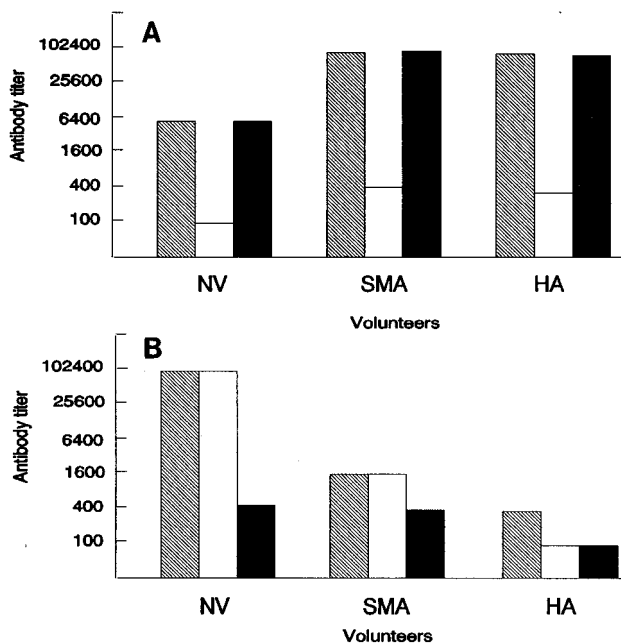 A
102400
25600
6400
1600
400
100
Antibody titer
NV SMA HA
Volunteers
B
102400
25600
6400
1600
400
100
Antibody titer
NV SMA HA
Volunteers